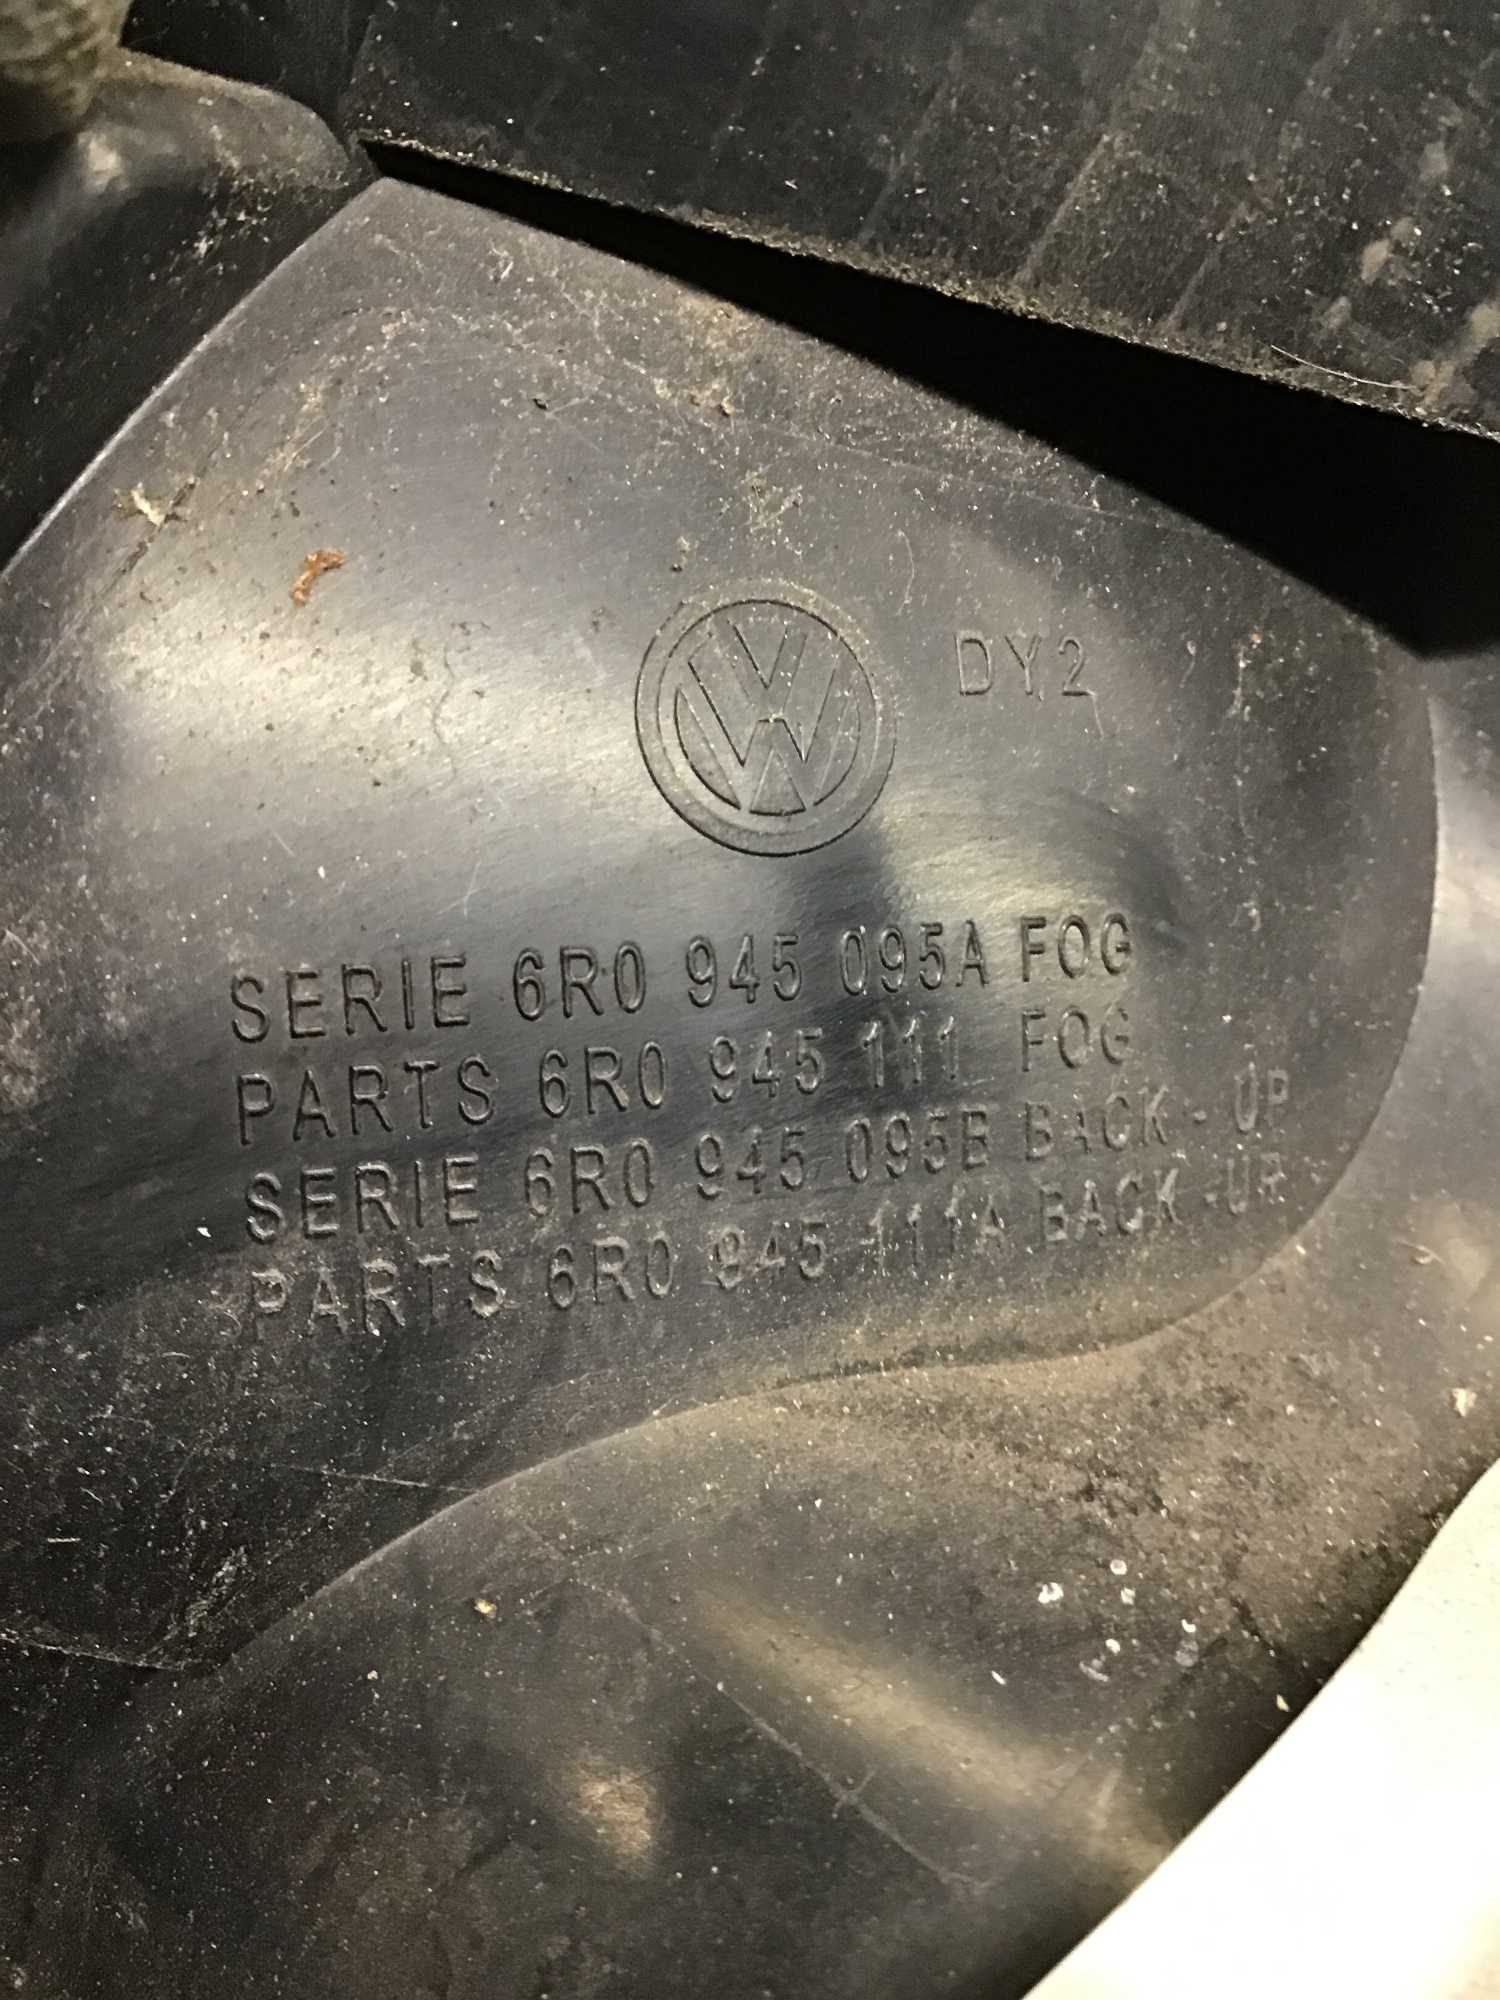 DY2
SERIE 6R0 945 095A FOG
PARTS 6R0 945 111 FOG
SERIE 6R0 945 095B BACK - UP
PARTS 6R0 945 111A BACK -UP